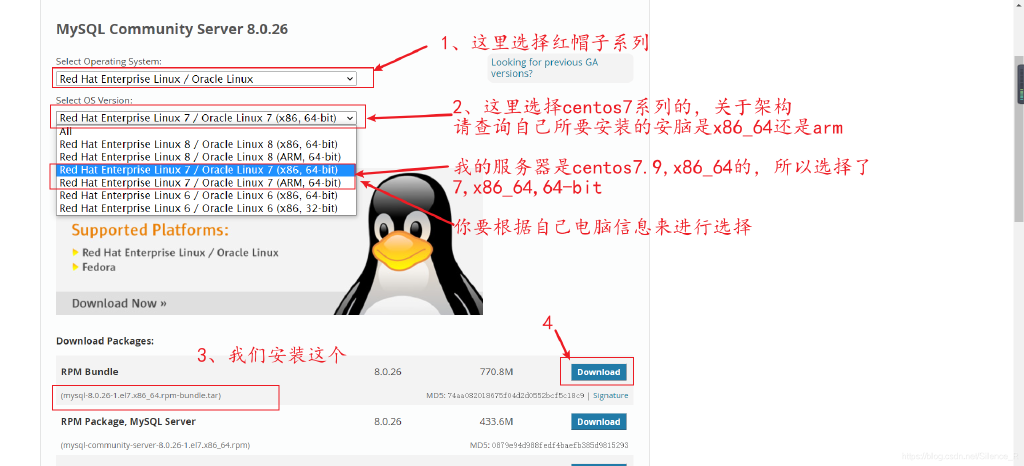 MySQL Community Server 8.0.26
1、这里选择红帽子系列
Select Operating System:
Looking for previous GA
versions?
Red Hat Enterprise Linux / Oracle Linux
Select OS Version:
Red Hat Enterprise Linux 7 / Oracle Linux 7 (x86, 64-bit)
2、这里选择centos7系列的，关于架构
请查询自己所要安装的安脑是x86_64还是arm
All
Red Hat Enterprise Linux 8 / Oracle Linux 8 (x86, 64-bit)
Red Hat Enterprise Linux 8 / Oracle Linux 8 (ARM, 64-bit)
Red Hat Enterprise Linux 7 / Oracle Linux 7 (x86, 64-bit)
Red Hat Enterprise Linux 7 / Oracle Linux 7 (ARM, 64-bit)
Red Hat Enterprise Linux 6 / Oracle Linux 6 (x86, 64-bit)
Red Hat Enterprise Linux 6 / Oracle Linux 6 (x86, 32-bit)
我的服务器是centos7.9,x86_64的，所以选择了
7,x86_64,64-bit
你要根据自己电脑信息来进行选择
Supported Platforms:
Red Hat Enterprise Linux / Oracle Linux
Fedora
Download Now »
4
Download Packages:
3、我们安装这个
RPM Bundle 8.0.26 770.8M Download
(mysql-8.0.26-1.el7.x86_64.rpm-bundle.tar) MD5: | Signature
RPM Package, MySQL Server 8.0.26 433.6M Download
(mysql-community-server-8.0.26-1.el7.x86_64.rpm) MD5: